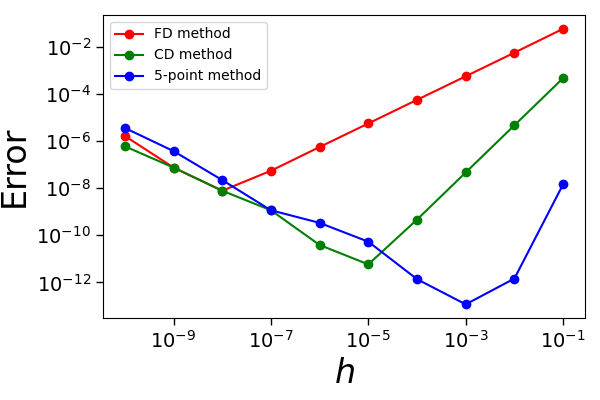 FD method
CD method
5-point method
Error
10⁻²
10⁻⁴
10⁻⁶
10⁻⁸
10⁻¹⁰
10⁻¹²
10⁻⁹ 10⁻⁷ 10⁻⁵ 10⁻³ 10⁻¹
h